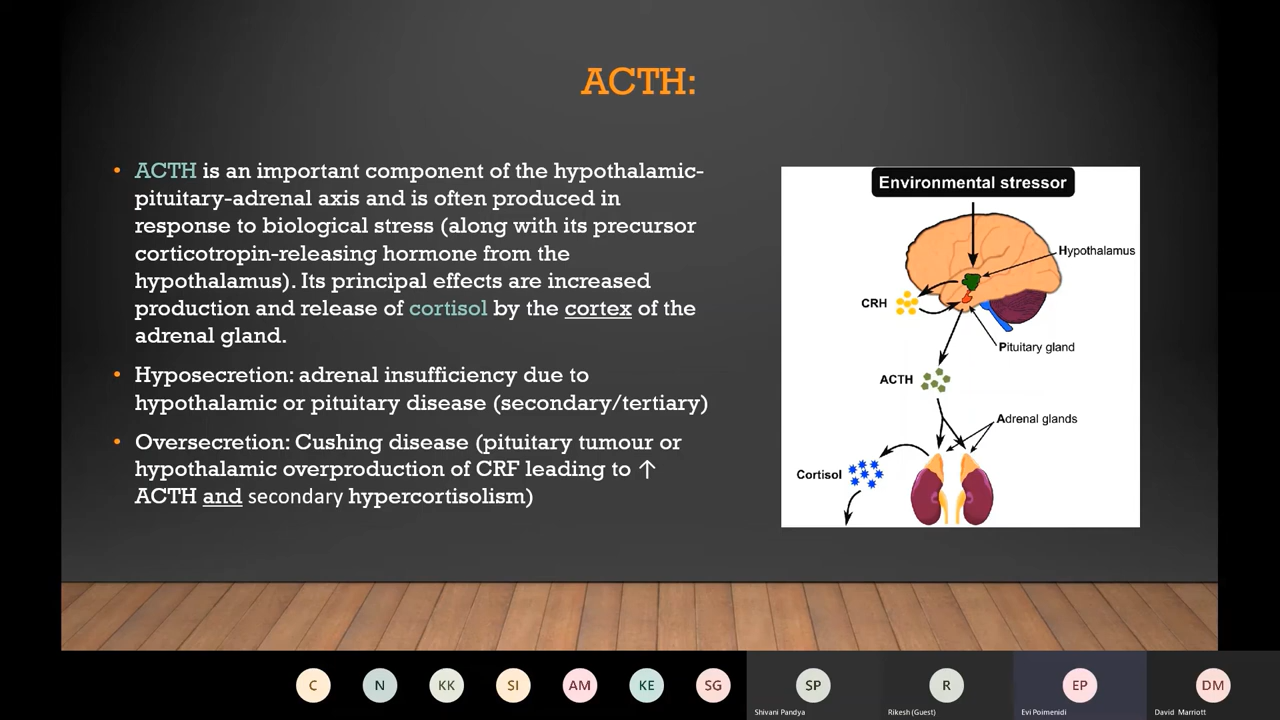 ACTH:
• ACTH is an important component of the hypothalamic-
pituitary-adrenal axis and is often produced in
response to biological stress (along with its precursor
corticotropin-releasing hormone from the
hypothalamus). Its principal effects are increased
production and release of cortisol by the cortex of the
adrenal gland.
• Hyposecretion: adrenal insufficiency due to
hypothalamic or pituitary disease (secondary/tertiary)
• Oversecretion: Cushing disease (pituitary tumour or
hypothalamic overproduction of CRF leading to ↑
ACTH and secondary hypercortisolism)
Environmental stressor
Hypothalamus
CRH
Pituitary gland
ACTH
Adrenal glands
Cortisol
C N KK SI AM KE SG SP R EP DM
Shivani Pandya Rikesh (Guest) Evi Poimenidi David Marriott